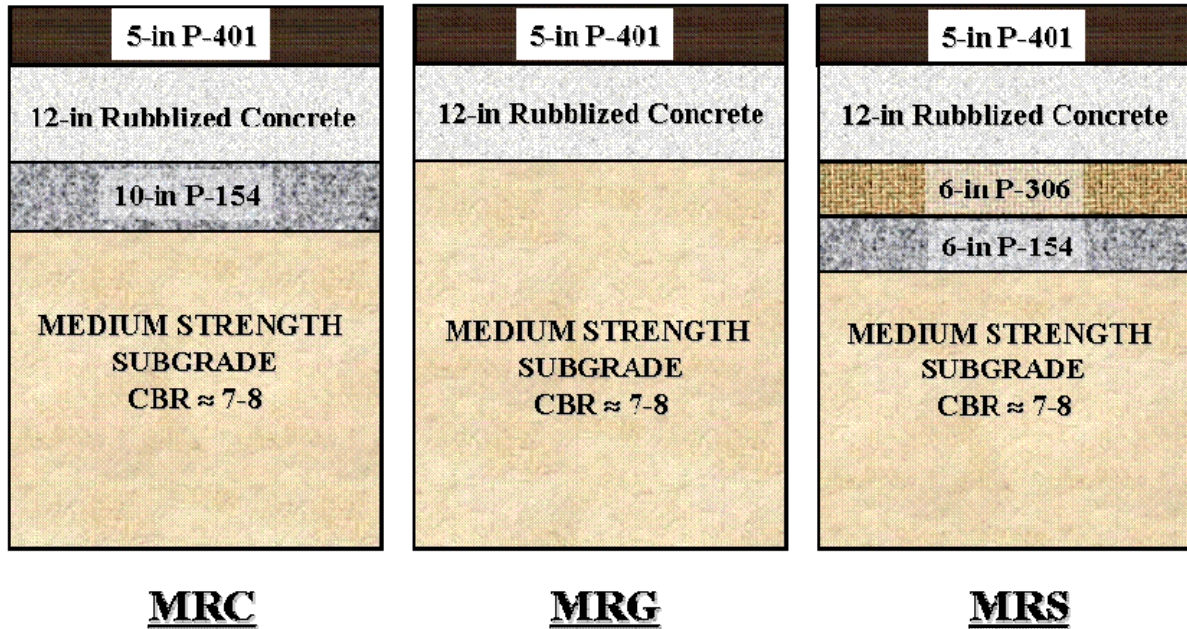 5-in P-401
12-in Rubblized Concrete
10-in P-154
MEDIUM STRENGTH
SUBGRADE
CBR ≈ 7-8
MRC
5-in P-401
12-in Rubblized Concrete
MEDIUM STRENGTH
SUBGRADE
CBR ≈ 7-8
MRG
5-in P-401
12-in Rubblized Concrete
6-in P-306
6-in P-154
MEDIUM STRENGTH
SUBGRADE
CBR ≈ 7-8
MRS